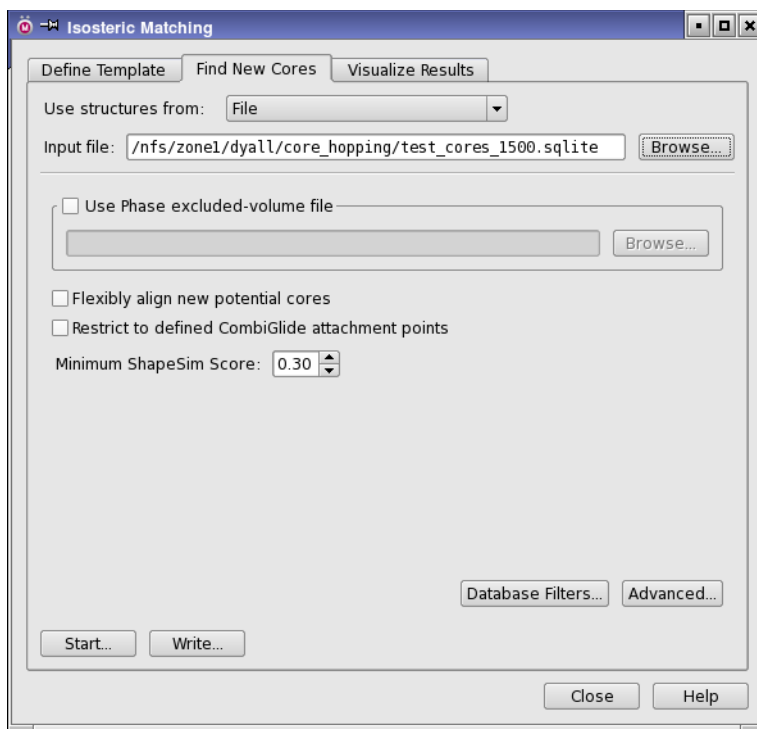 Isosteric Matching
Define Template Find New Cores Visualize Results
Use structures from: File
Input file: /nfs/zone1/dyall/core_hopping/test_cores_1500.sqlite Browse...
Use Phase excluded-volume file
Browse...
Flexibly align new potential cores
Restrict to defined CombiGlide attachment points
Minimum ShapeSim Score: 0.30
Database Filters... Advanced...
Start... Write...
Close Help